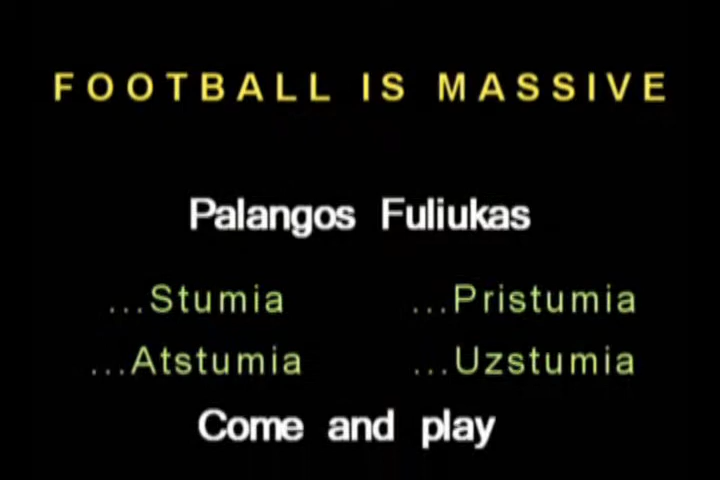 FOOTBALL IS MASSIVE
Palangos Fuliukas
...Stumia ...Pristumia
...Atstumia ...Uzstumia
Come and play